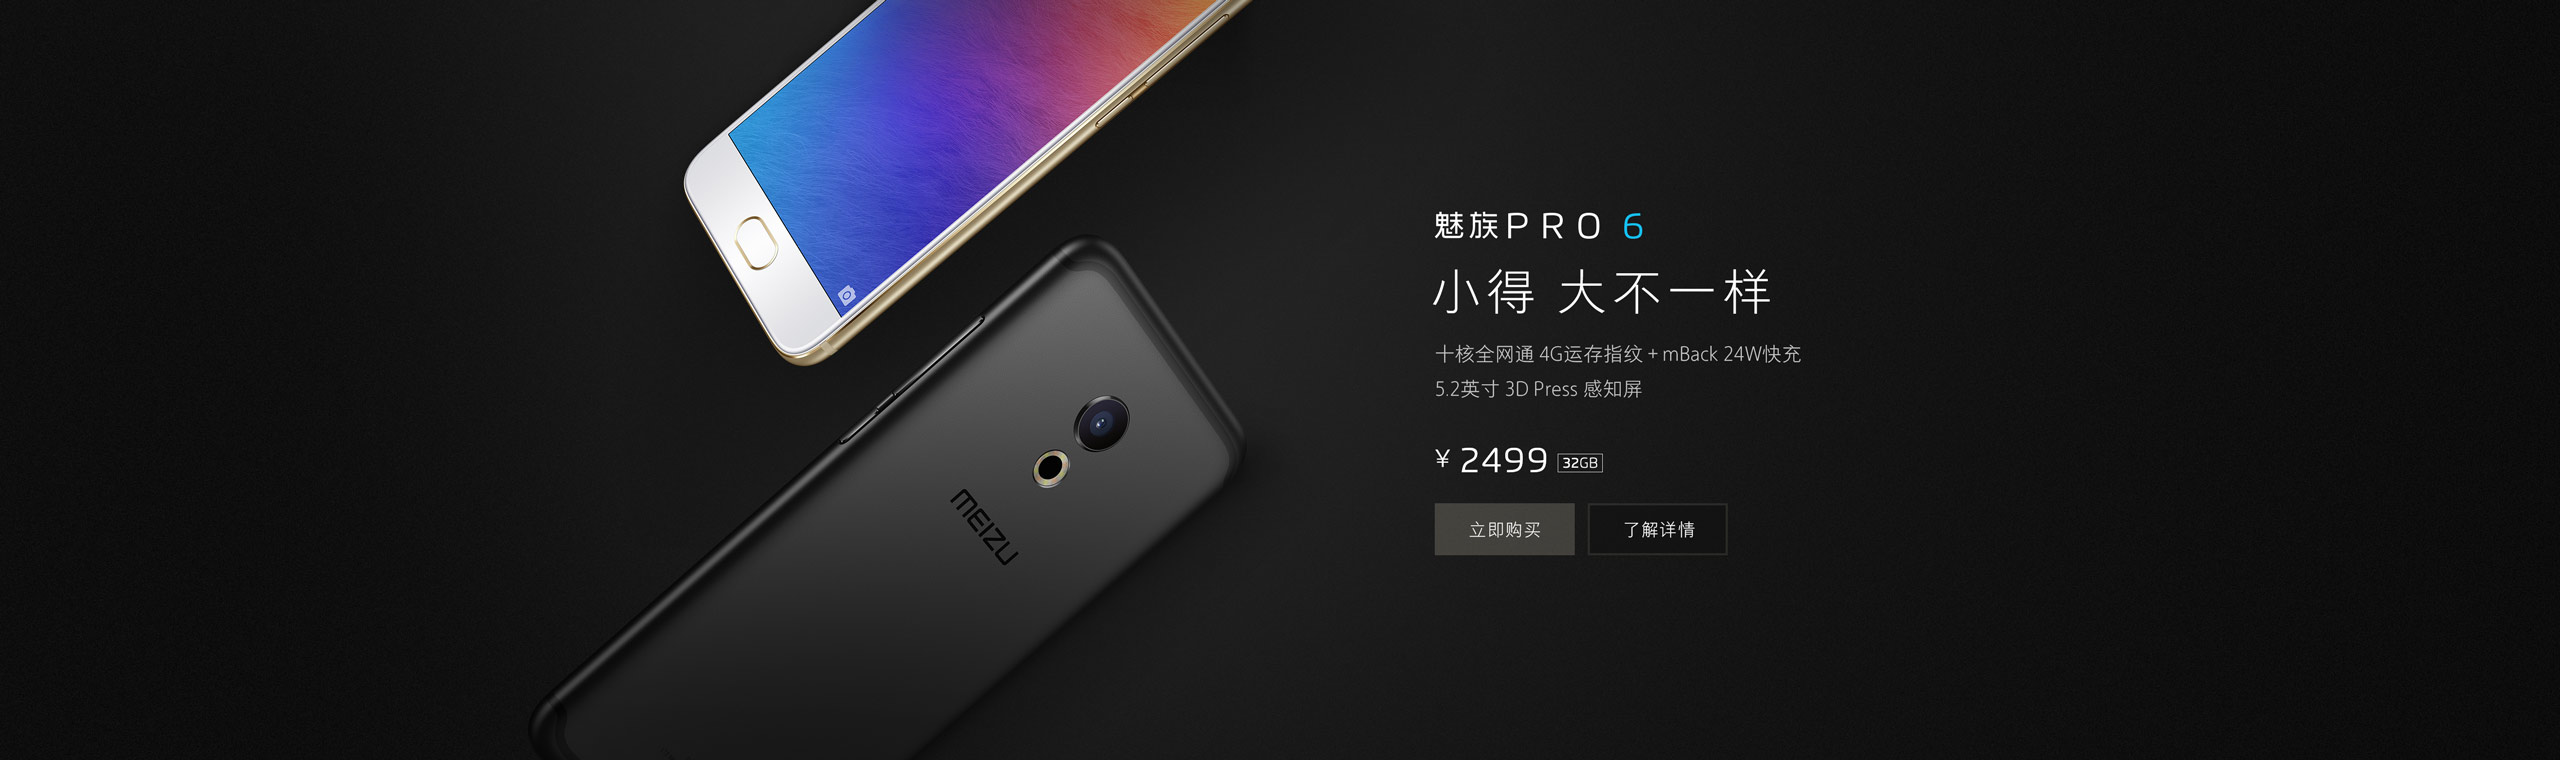 MEIZU
魅族PRO 6
小得 大不一样
十核全网通 4G运存指纹 + mBack 24W快充
5.2英寸 3D Press 感知屏
¥ 2499 32GB
立即购买 了解详情